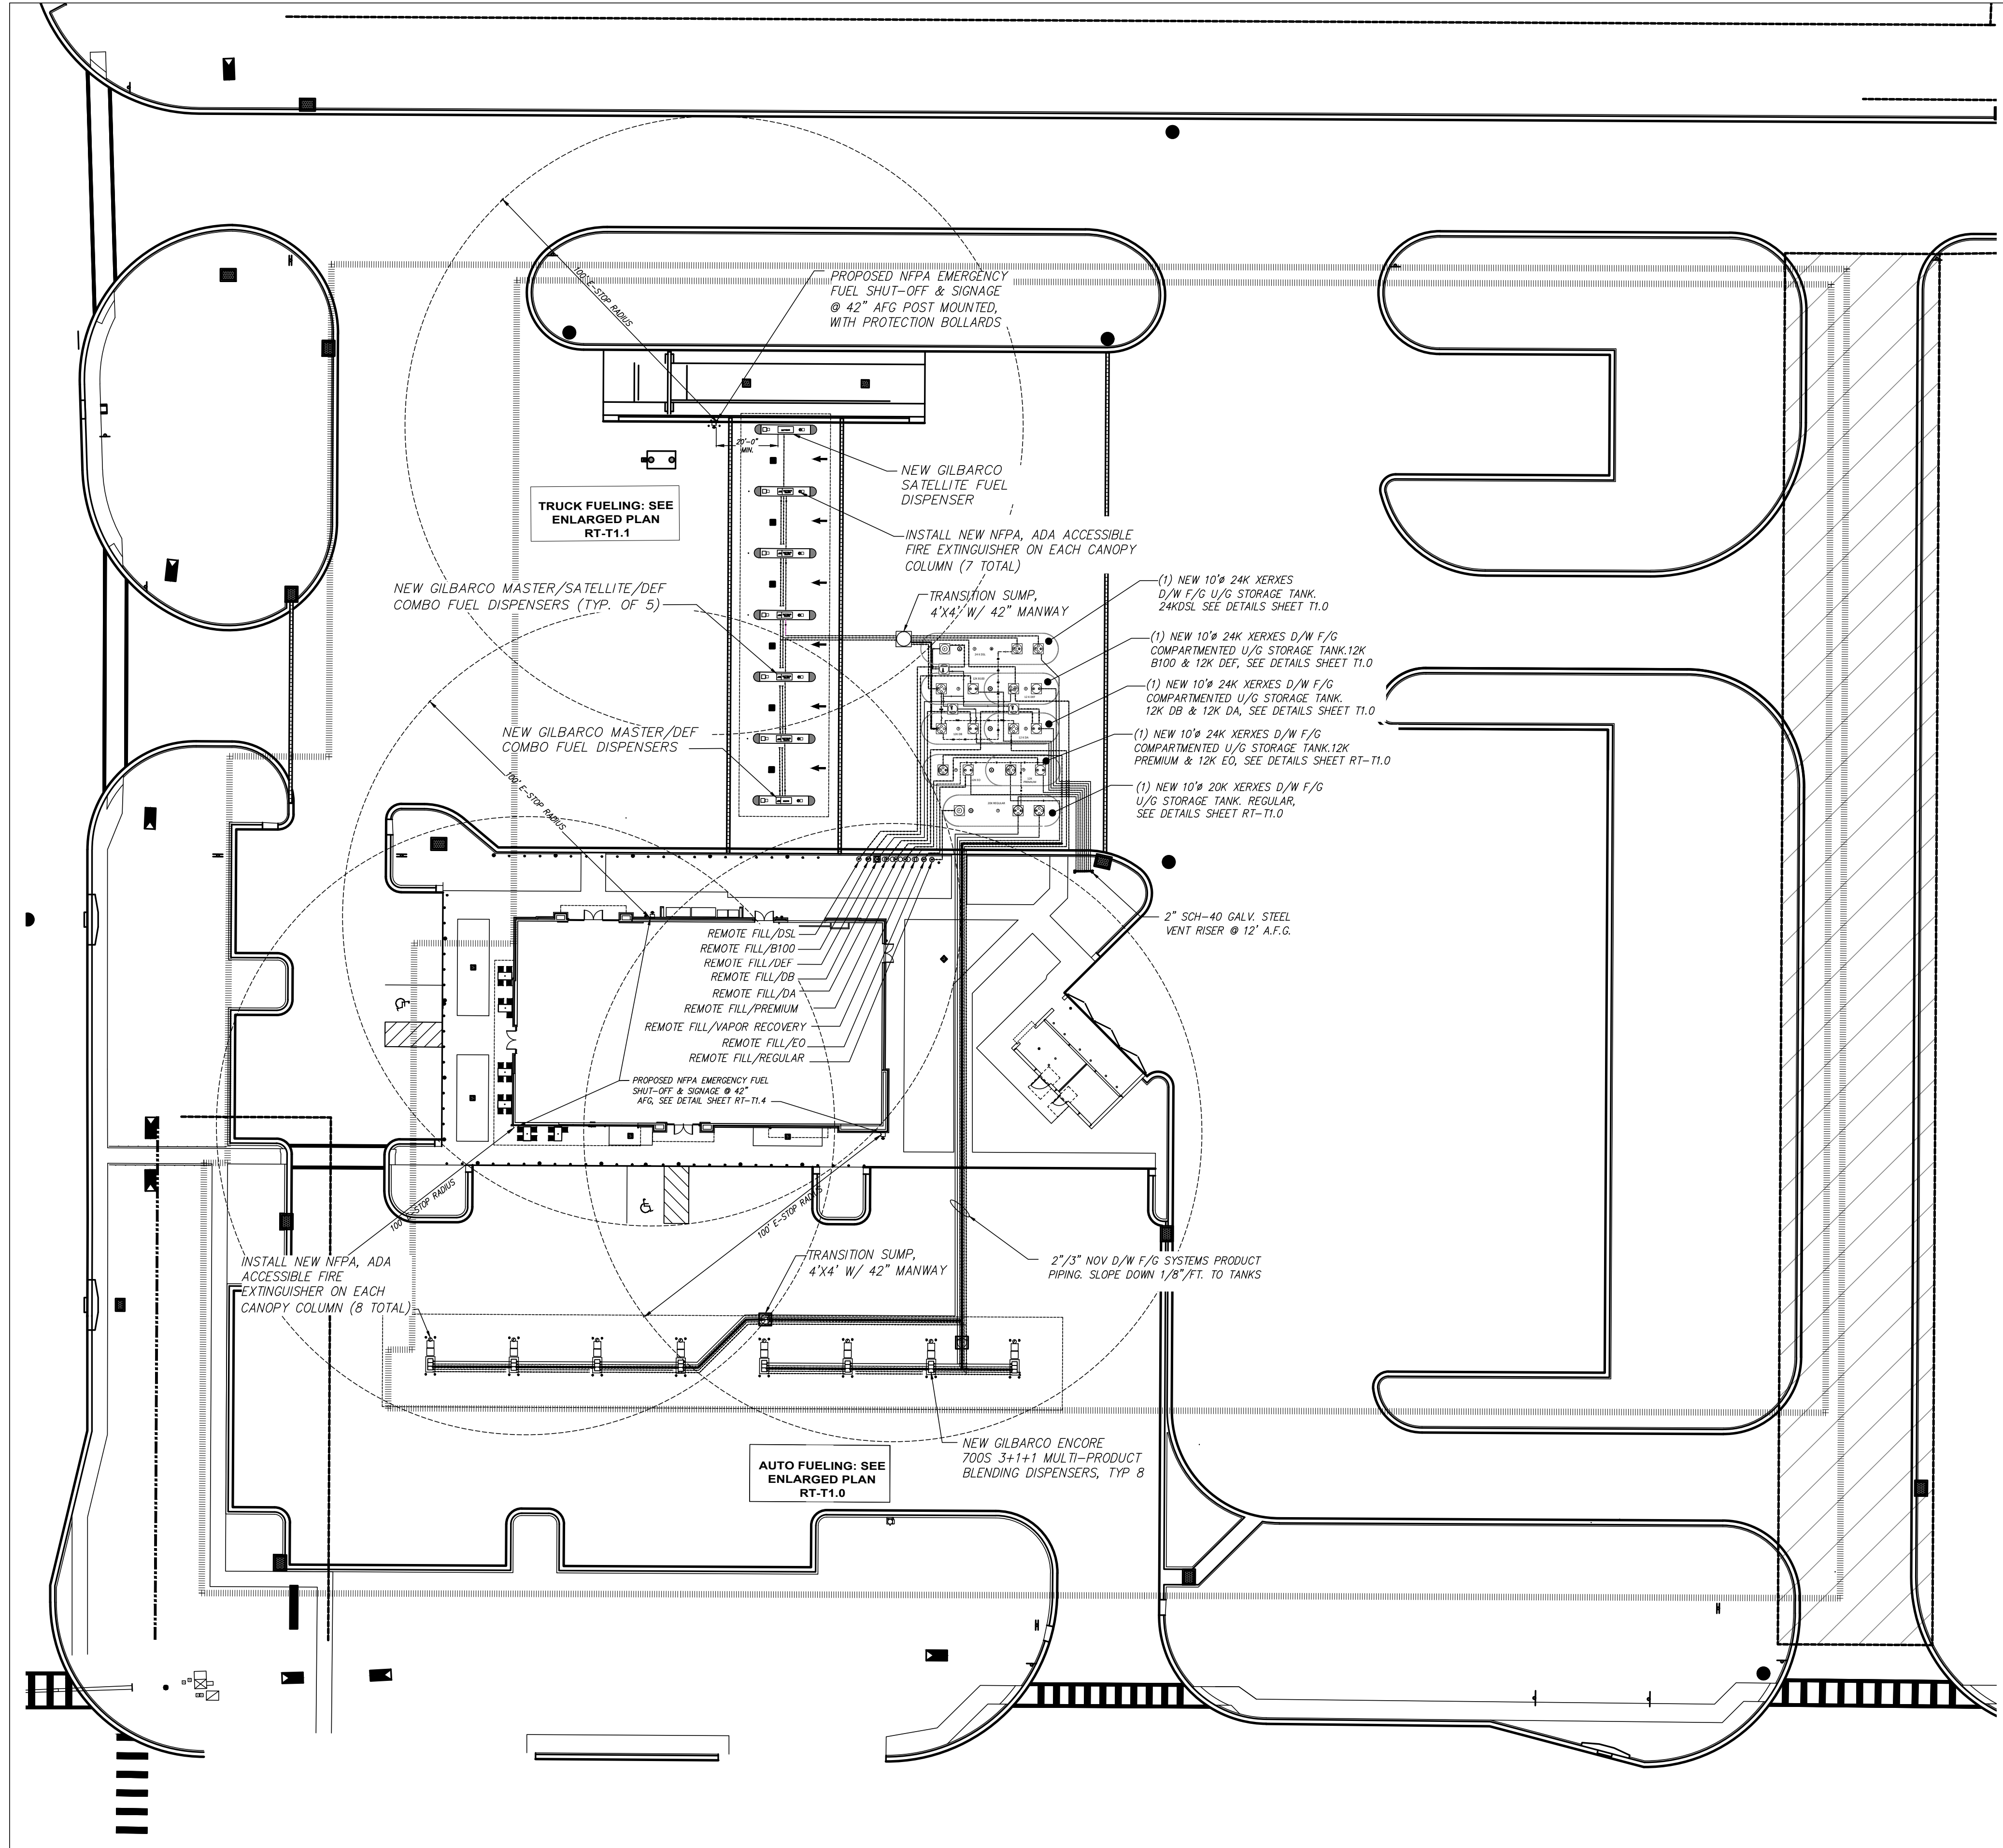 100' E-STOP RADIUS
PROPOSED NFPA EMERGENCY
FUEL SHUT-OFF & SIGNAGE
@ 42" AFG POST MOUNTED,
WITH PROTECTION BOLLARDS
20'-0"
MIN.
NEW GILBARCO
SATELLITE FUEL
DISPENSER
TRUCK FUELING: SEE
ENLARGED PLAN
RT-T1.1
INSTALL NEW NFPA, ADA ACCESSIBLE
FIRE EXTINGUISHER ON EACH CANOPY
COLUMN (7 TOTAL)
NEW GILBARCO MASTER/SATELLITE/DEF
COMBO FUEL DISPENSERS (TYP. OF 5)
TRANSITION SUMP,
4'X4' W/ 42" MANWAY
(1) NEW 10'ø 24K XERXES
D/W F/G U/G STORAGE TANK.
24KDSL SEE DETAILS SHEET T1.0
(1) NEW 10'ø 24K XERXES D/W F/G
COMPARTMENTED U/G STORAGE TANK.12K
B100 & 12K DEF, SEE DETAILS SHEET T1.0
(1) NEW 10'ø 24K XERXES D/W F/G
COMPARTMENTED U/G STORAGE TANK.
12K DB & 12K DA, SEE DETAILS SHEET T1.0
NEW GILBARCO MASTER/DEF
COMBO FUEL DISPENSERS
(1) NEW 10'ø 24K XERXES D/W F/G
COMPARTMENTED U/G STORAGE TANK.12K
PREMIUM & 12K EO, SEE DETAILS SHEET RT-T1.0
(1) NEW 10'ø 20K XERXES D/W F/G
U/G STORAGE TANK. REGULAR,
SEE DETAILS SHEET RT-T1.0
100' E-STOP RADIUS
2" SCH-40 GALV. STEEL
VENT RISER @ 12' A.F.G.
REMOTE FILL/DSL
REMOTE FILL/B100
REMOTE FILL/DEF
REMOTE FILL/DB
REMOTE FILL/DA
REMOTE FILL/PREMIUM
REMOTE FILL/VAPOR RECOVERY
REMOTE FILL/EO
REMOTE FILL/REGULAR
PROPOSED NFPA EMERGENCY FUEL
SHUT-OFF & SIGNAGE @ 42"
AFG, SEE DETAIL SHEET RT-T1.4
100' E-STOP RADIUS
100' E-STOP RADIUS
INSTALL NEW NFPA, ADA
ACCESSIBLE FIRE
EXTINGUISHER ON EACH
CANOPY COLUMN (8 TOTAL)
TRANSITION SUMP,
4'X4' W/ 42" MANWAY
2"/3" NOV D/W F/G SYSTEMS PRODUCT
PIPING. SLOPE DOWN 1/8"/FT. TO TANKS
NEW GILBARCO ENCORE
700S 3+1+1 MULTI-PRODUCT
BLENDING DISPENSERS, TYP 8
AUTO FUELING: SEE
ENLARGED PLAN
RT-T1.0